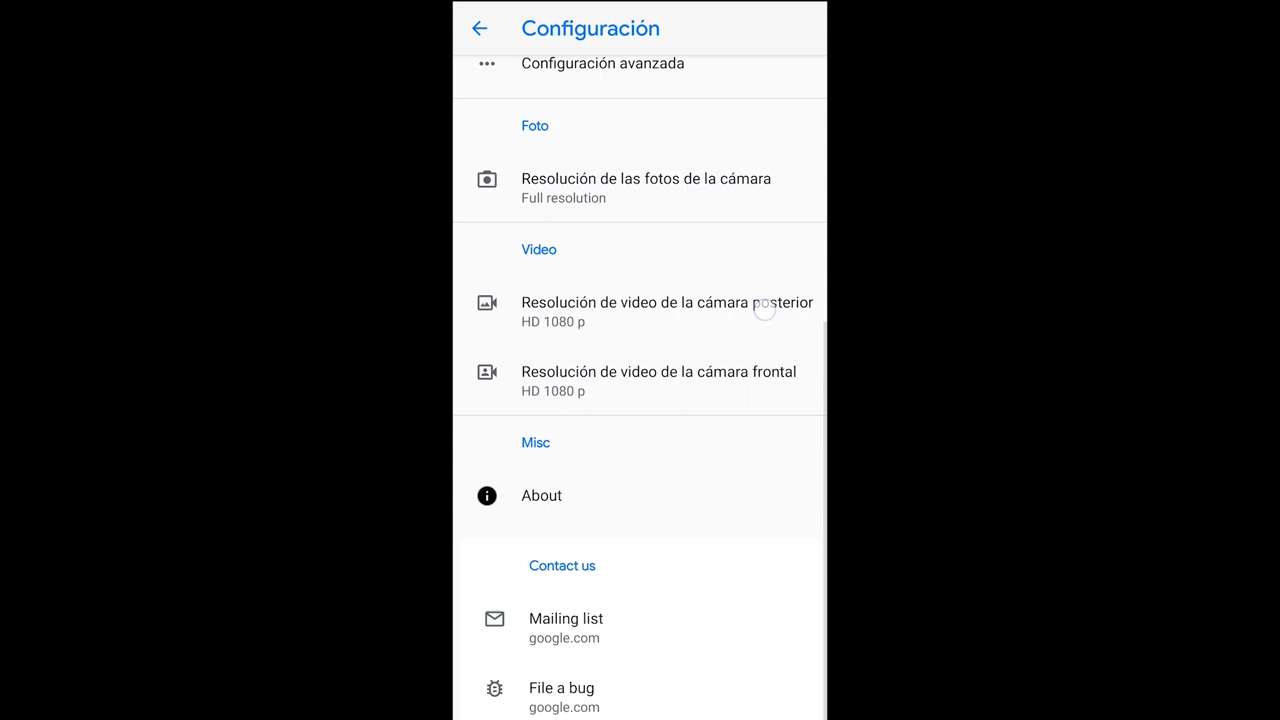 Configuración
Configuración avanzada
Foto
Resolución de las fotos de la cámara
Full resolution
Video
Resolución de video de la cámara posterior
HD 1080 p
Resolución de video de la cámara frontal
HD 1080 p
Misc
About
Contact us
Mailing list
google.com
File a bug
google.com